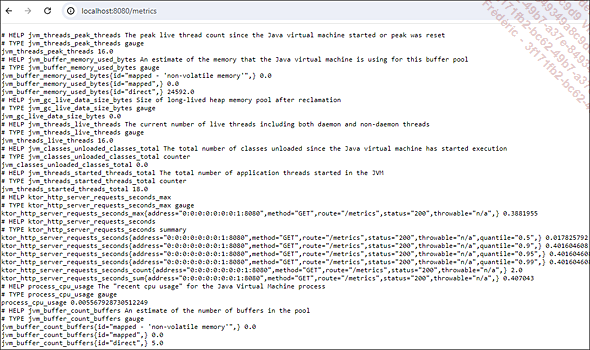 localhost:8080/metrics
# HELP jvm_threads_peak_threads The peak live thread count since the Java virtual machine started or peak was reset
# TYPE jvm_threads_peak_threads gauge
jvm_threads_peak_threads 16.0
# HELP jvm_buffer_memory_used_bytes An estimate of the memory that the Java virtual machine is using for this buffer pool
# TYPE jvm_buffer_memory_used_bytes gauge
jvm_buffer_memory_used_bytes{id="mapped - 'non-volatile memory'",} 0.0
jvm_buffer_memory_used_bytes{id="mapped",} 0.0
jvm_buffer_memory_used_bytes{id="direct",} 24592.0
# HELP jvm_gc_live_data_size_bytes Size of long-lived heap memory pool after reclamation
# TYPE jvm_gc_live_data_size_bytes gauge
jvm_gc_live_data_size_bytes 0.0
# HELP jvm_threads_live_threads The current number of live threads including both daemon and non-daemon threads
# TYPE jvm_threads_live_threads gauge
jvm_threads_live_threads 16.0
# HELP jvm_classes_unloaded_classes_total The total number of classes unloaded since the Java virtual machine has started execution
# TYPE jvm_classes_unloaded_classes_total counter
jvm_classes_unloaded_classes_total 0.0
# HELP jvm_threads_started_threads_total The total number of application threads started in the JVM
# TYPE jvm_threads_started_threads_total counter
jvm_threads_started_threads_total 18.0
# HELP ktor_http_server_requests_seconds_max
# TYPE ktor_http_server_requests_seconds_max gauge
ktor_http_server_requests_seconds_max{address="0:0:0:0:0:0:0:1:8080",method="GET",route="/metrics",status="200",throwable="n/a",} 0.3881955
# HELP ktor_http_server_requests_seconds
# TYPE ktor_http_server_requests_seconds summary
ktor_http_server_requests_seconds{address="0:0:0:0:0:0:0:1:8080",method="GET",route="/metrics",status="200",throwable="n/a",quantile="0.5",} 0.017825792
ktor_http_server_requests_seconds{address="0:0:0:0:0:0:0:1:8080",method="GET",route="/metrics",status="200",throwable="n/a",quantile="0.9",} 0.401604608
ktor_http_server_requests_seconds{address="0:0:0:0:0:0:0:1:8080",method="GET",route="/metrics",status="200",throwable="n/a",quantile="0.95",} 0.40160460
ktor_http_server_requests_seconds{address="0:0:0:0:0:0:0:1:8080",method="GET",route="/metrics",status="200",throwable="n/a",quantile="0.99",} 0.40160460
ktor_http_server_requests_seconds_count{address="0:0:0:0:0:0:0:1:8080",method="GET",route="/metrics",status="200",throwable="n/a",} 2.0
ktor_http_server_requests_seconds_sum{address="0:0:0:0:0:0:0:1:8080",method="GET",route="/metrics",status="200",throwable="n/a",} 0.407043
# HELP process_cpu_usage The "recent cpu usage" for the Java Virtual Machine process
# TYPE process_cpu_usage gauge
process_cpu_usage 0.005567928730512249
# HELP jvm_buffer_count_buffers An estimate of the number of buffers in the pool
# TYPE jvm_buffer_count_buffers gauge
jvm_buffer_count_buffers{id="mapped - 'non-volatile memory'",} 0.0
jvm_buffer_count_buffers{id="mapped",} 0.0
jvm_buffer_count_buffers{id="direct",} 5.0